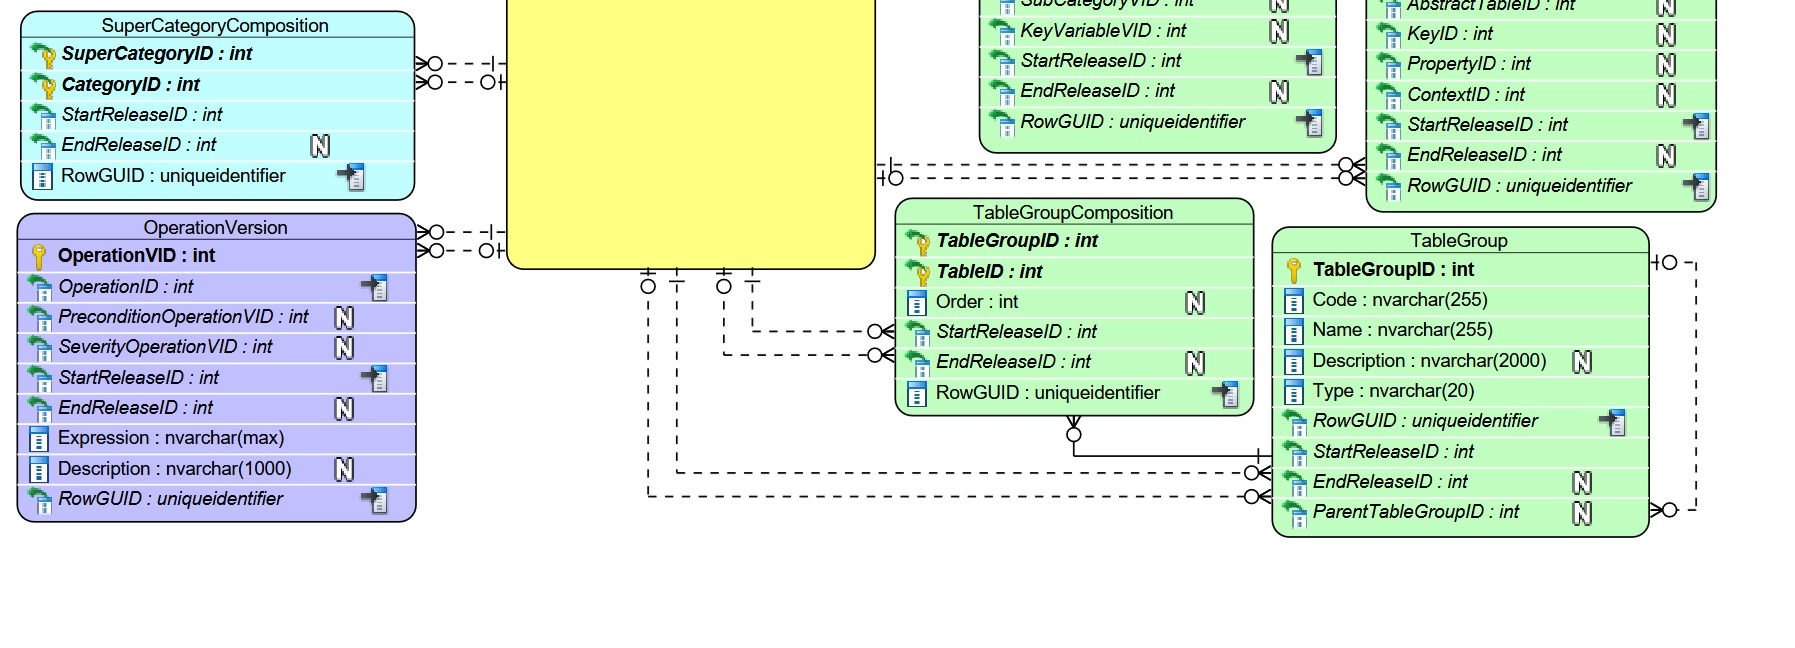 SuperCategoryComposition
SuperCategoryID : int
CategoryID : int
StartReleaseID : int
EndReleaseID : int N
RowGUID : uniqueidentifier
OperationVersion
OperationVID : int
OperationID : int
PreconditionOperationVID : int N
SeverityOperationVID : int N
StartReleaseID : int
EndReleaseID : int N
Expression : nvarchar(max)
Description : nvarchar(1000) N
RowGUID : uniqueidentifier
SubCategoryVID : int N
KeyVariableVID : int N
StartReleaseID : int
EndReleaseID : int N
RowGUID : uniqueidentifier
AbstractTableID : int N
KeyID : int N
PropertyID : int N
ContextID : int N
StartReleaseID : int
EndReleaseID : int N
RowGUID : uniqueidentifier
TableGroupComposition
TableGroupID : int
TableID : int
Order : int N
StartReleaseID : int
EndReleaseID : int N
RowGUID : uniqueidentifier
TableGroup
TableGroupID : int
Code : nvarchar(255)
Name : nvarchar(255)
Description : nvarchar(2000) N
Type : nvarchar(20)
RowGUID : uniqueidentifier
StartReleaseID : int
EndReleaseID : int N
ParentTableGroupID : int N